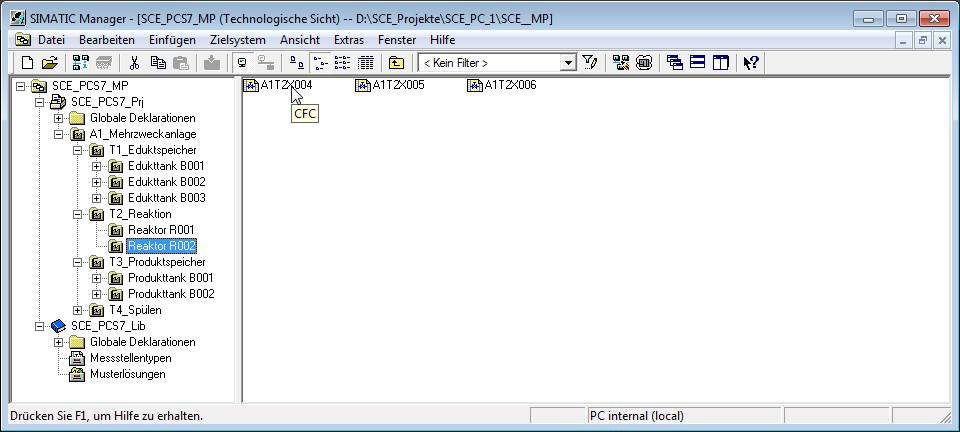 SIMATIC Manager - [SCE_PCS7_MP (Technologische Sicht) -- D:\SCE_Projekte\SCE_PC_1\SCE__MP]
Datei Bearbeiten Einfügen Zielsystem Ansicht Extras Fenster Hilfe
< Kein Filter >
SCE_PCS7_MP
SCE_PCS7_Prj
Globale Deklarationen
A1_Mehrzweckanlage
T1_Eduktspeicher
Edukttank B001
Edukttank B002
Edukttank B003
T2_Reaktion
Reaktor R001
Reaktor R002
T3_Produktspeicher
Produkttank B001
Produkttank B002
T4_Spülen
SCE_PCS7_Lib
Globale Deklarationen
Messstellentypen
Musterlösungen
A1T2X004 A1T2X005 A1T2X006
CFC
Drücken Sie F1, um Hilfe zu erhalten. PC internal (local)